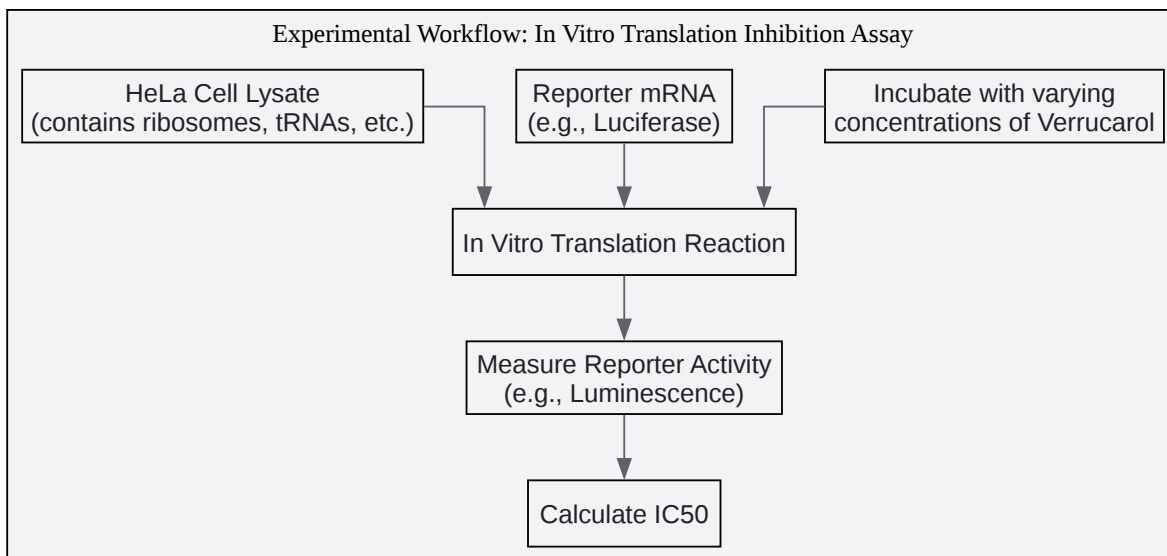 Experimental Workflow: In Vitro Translation Inhibition Assay
HeLa Cell Lysate
(contains ribosomes, tRNAs, etc.)
Reporter mRNA
(e.g., Luciferase)
Incubate with varying
concentrations of Verrucarol
In Vitro Translation Reaction
Measure Reporter Activity
(e.g., Luminescence)
Calculate IC50